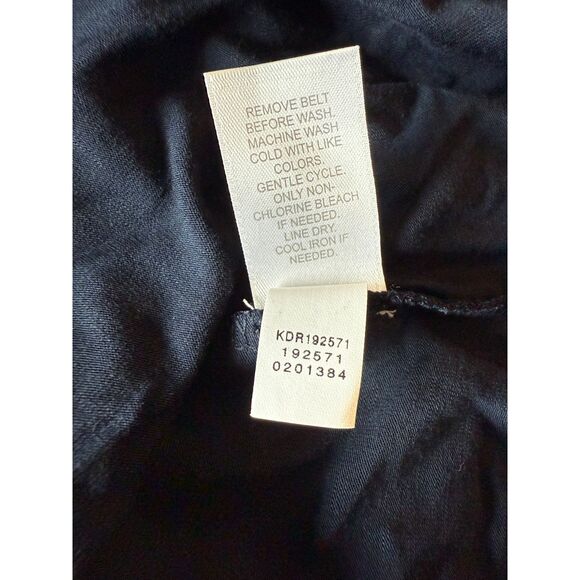 REMOVE BELT
BEFORE WASH.
MACHINE WASH
COLD WITH LIKE
COLORS.
GENTLE CYCLE.
ONLY NON-
CHLORINE BLEACH
IF NEEDED.
LINE DRY.
COOL IRON IF
NEEDED.
KDR192571
192571
0201384